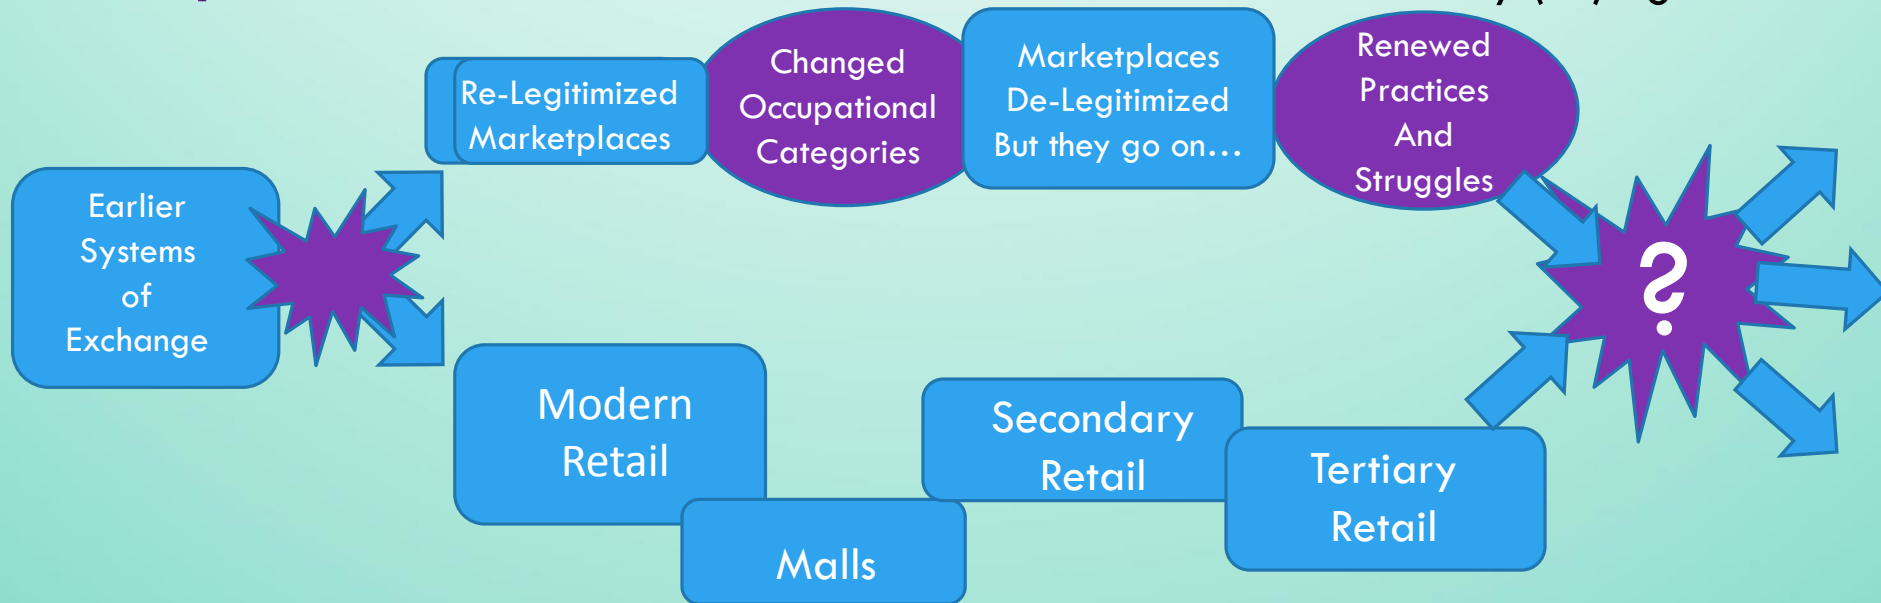 Re-Legitimized
Marketplaces
Changed
Occupational
Categories
Marketplaces
De-Legitimized
But they go on...
Renewed
Practices
And
Struggles
Earlier
Systems
of
Exchange
?
Modern
Retail
Malls
Secondary
Retail
Tertiary
Retail